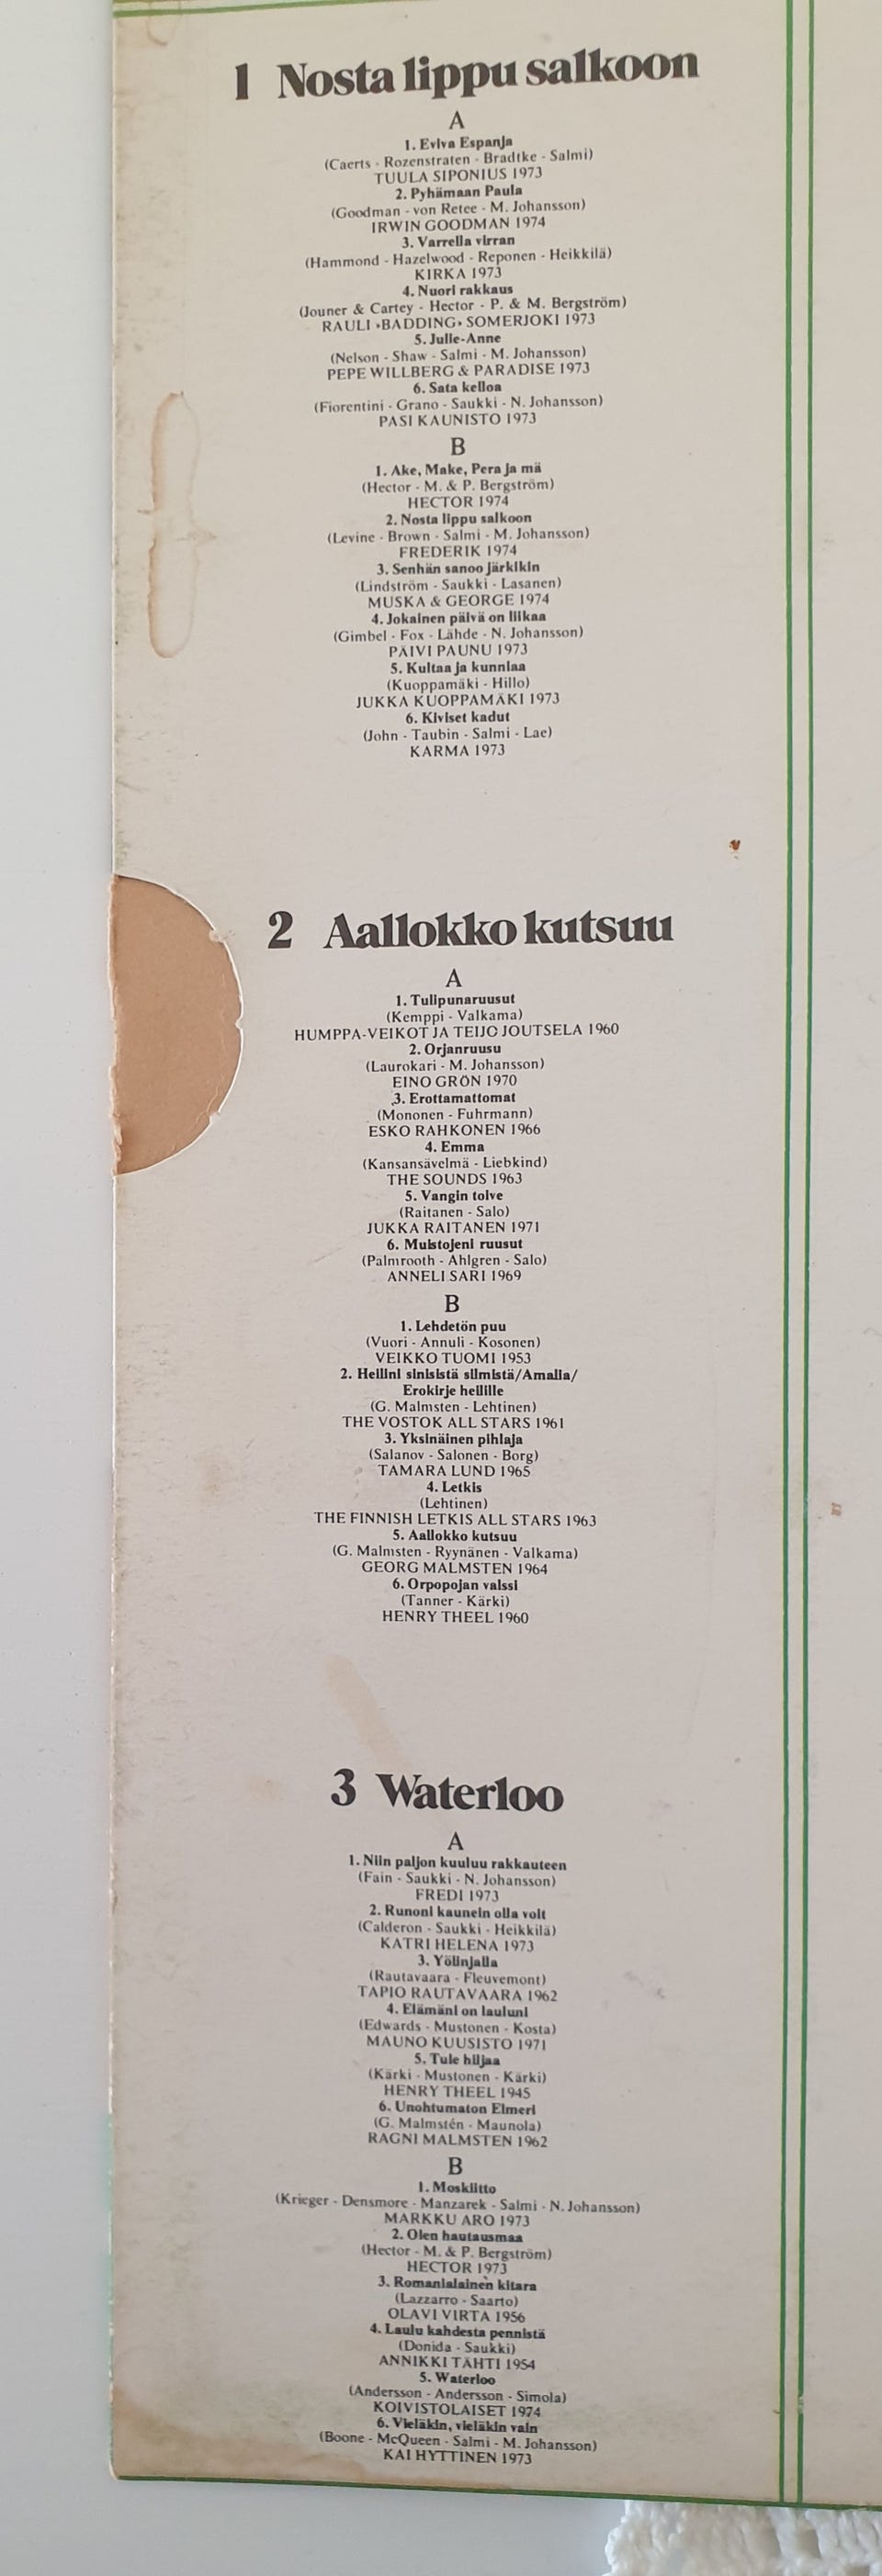 1 Nosta lippu salkoon
A
1. Eviva Espanja
(Caerts - Rozenstraten - Bradtke - Salmi)
TUULA SIPONIUS 1973
2. Pyhämaan Paula
(Goodman - von Retee - M. Johansson)
IRWIN GOODMAN 1974
3. Varrella virran
(Hammond - Hazelwood - Reponen - Heikkilä)
KIRKA 1973
4. Nuori rakkaus
(Jouner & Cartey - Hector - P. & M. Bergström)
RAULI »BADDING» SOMERJOKI 1973
5. Julie-Anne
(Nelson - Shaw - Salmi - M. Johansson)
PEPE WILLBERG & PARADISE 1973
6. Sata kelloa
(Fiorentini - Grano - Saukki - N. Johansson)
PASI KAUNISTO 1973
B
1. Ake, Make, Pera ja mä
(Hector - M. & P. Bergström)
HECTOR 1974
2. Nosta lippu salkoon
(Levine - Brown - Salmi - M. Johansson)
FREDERIK 1974
3. Senhän sanoo järkikin
(Lindström - Saukki - Lasanen)
MUSKA & GEORGE 1974
4. Jokainen päivä on liikaa
(Gimbel - Fox - Lähde - N. Johansson)
PÄIVI PAUNU 1973
5. Kultaa ja kunniaa
(Kuoppamäki - Hillo)
JUKKA KUOPPAMÄKI 1973
6. Kiviset kadut
(John - Taubin - Salmi - Lae)
KARMA 1973
2 Aallokko kutsuu
A
1. Tulipunaruusut
(Kemppi - Valkama)
HUMPPA-VEIKOT JA TEIJO JOUTSELA 1960
2. Orjanruusu
(Laurokari - M. Johansson)
EINO GRÖN 1970
3. Erottamattomat
(Mononen - Fuhrmann)
ESKO RAHKONEN 1966
4. Emma
(Kansansävelmä - Liebkind)
THE SOUNDS 1963
5. Vangin toive
(Raitanen - Salo)
JUKKA RAITANEN 1971
6. Muistojeni ruusut
(Palmrooth - Ahlgren - Salo)
ANNELI SARI 1969
B
1. Lehdetön puu
(Vuori - Annuli - Kosonen)
VEIKKO TUOMI 1953
2. Heilini sinisistä silmistä/Amalia/
Erokirje heilille
(G. Malmsten - Lehtinen)
THE VOSTOK ALL STARS 1961
3. Yksinäinen pihlaja
(Salanov - Salonen - Borg)
TAMARA LUND 1965
4. Letkis
(Lehtinen)
THE FINNISH LETKIS ALL STARS 1963
5. Aallokko kutsuu
(G. Malmsten - Ryynänen - Valkama)
GEORG MALMSTEN 1964
6. Orpopojan valssi
(Tanner - Kärki)
HENRY THEEL 1960
3 Waterloo
A
1. Niin paljon kuuluu rakkauteen
(Fain - Saukki - N. Johansson)
FREDI 1973
2. Runoni kaunein olla voit
(Calderon - Saukki - Heikkilä)
KATRI HELENA 1973
3. Yölinjalla
(Rautavaara - Fleuvemont)
TAPIO RAUTAVAARA 1962
4. Elämäni on lauluni
(Edwards - Mustonen - Kosta)
MAUNO KUUSISTO 1971
5. Tule hiljaa
(Kärki - Mustonen - Kärki)
HENRY THEEL 1945
6. Unohtumaton Elmeri
(G. Malmstén - Maunola)
RAGNI MALMSTEN 1962
B
1. Moskiitto
(Krieger - Densmore - Manzarek - Salmi - N. Johansson)
MARKKU ARO 1973
2. Olen hautausmaa
(Hector - M. & P. Bergström)
HECTOR 1973
3. Romanialainen kitara
(Lazzarro - Saarto)
OLAVI VIRTA 1956
4. Laulu kahdesta pennistä
(Donida - Saukki)
ANNIKKI TÄHTI 1954
5. Waterloo
(Andersson - Andersson - Simola)
KOIVISTOLAISET 1974
6. Vieläkin, vieläkin vain
(Boone - McQueen - Salmi - M. Johansson)
KAI HYTTINEN 1973